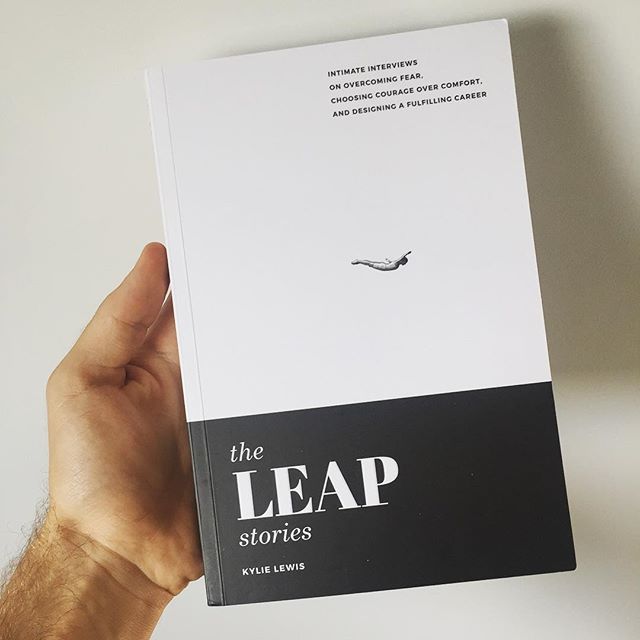 INTIMATE INTERVIEWS
ON OVERCOMING FEAR,
CHOOSING COURAGE OVER COMFORT,
AND DESIGNING A FULFILLING CAREER
the
LEAP
stories
KYLIE LEWIS